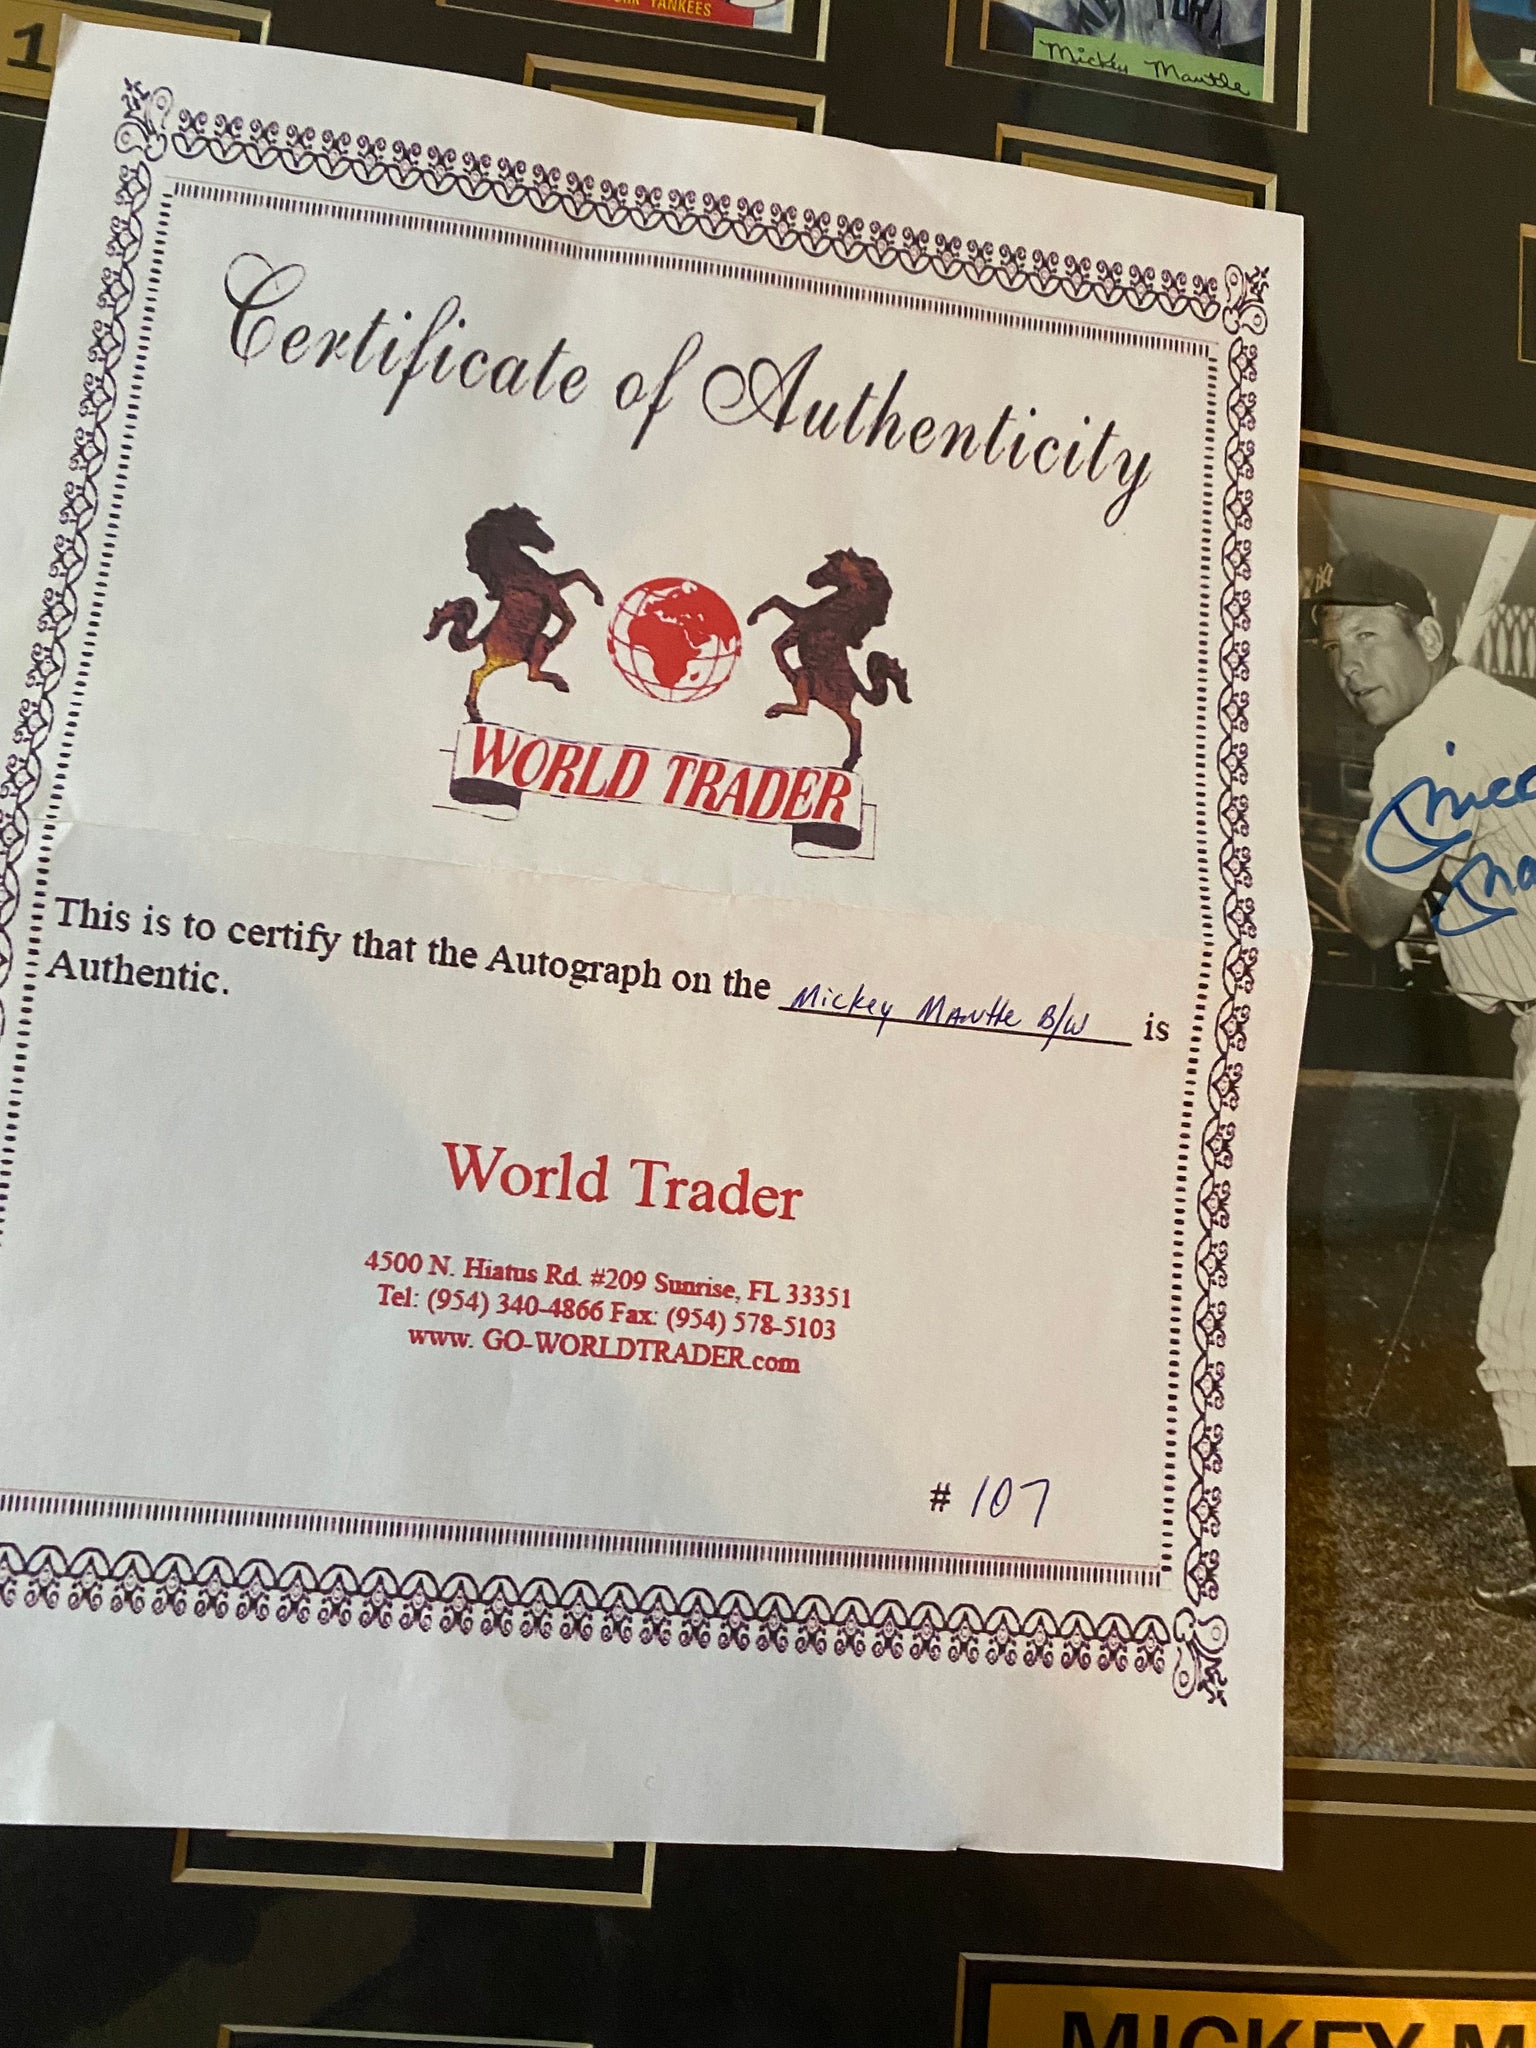 1
YANKEES
Mickey Mantle
Certificate of Authenticity
WORLD TRADER
This is to certify that the Autograph on the Mickey Mantle B/W is
Authentic.
World Trader
4500 N. Hiatus Rd. #209 Sunrise, FL 33351
Tel: (954) 340-4866 Fax: (954) 578-5103
www. GO-WORLDTRADER.com
# 107
MICKEY M